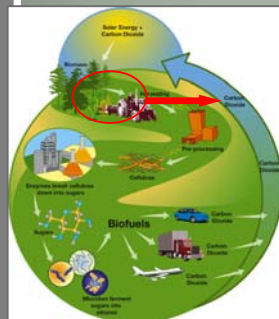 Solar Energy +
Carbon Dioxide
Biomass
Harvesting
Carbon
Dioxide
Pre-processing
Cellulose
Enzymes break cellulose
down into sugars
Sugars
Biofuels
Carbon
Dioxide
Carbon
Dioxide
Carbon
Dioxide
Microbes ferment
sugars into
ethanol